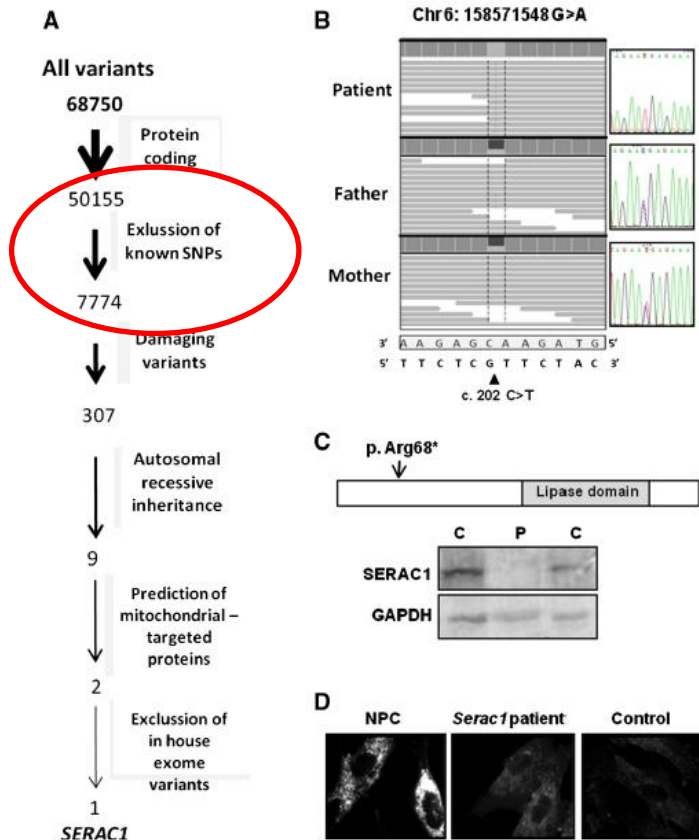 A
All variants
68750
Protein
coding
50155
Exlussion of
known SNPs
7774
Damaging
variants
307
Autosomal
recessive
inheritance
9
Prediction of
mitochondrial –
targeted
proteins
2
Exclussion of
in house
exome
variants
1
SERAC1
B
Chr6: 158571548 G>A
Patient
Father
Mother
3' A A G A G C A A G A T G 5'
5' T T C T C G T T C T A C 3'
c. 202 C>T
C
p. Arg68*
Lipase domain
C P C
SERAC1
GAPDH
D
NPC Serac1 patient Control